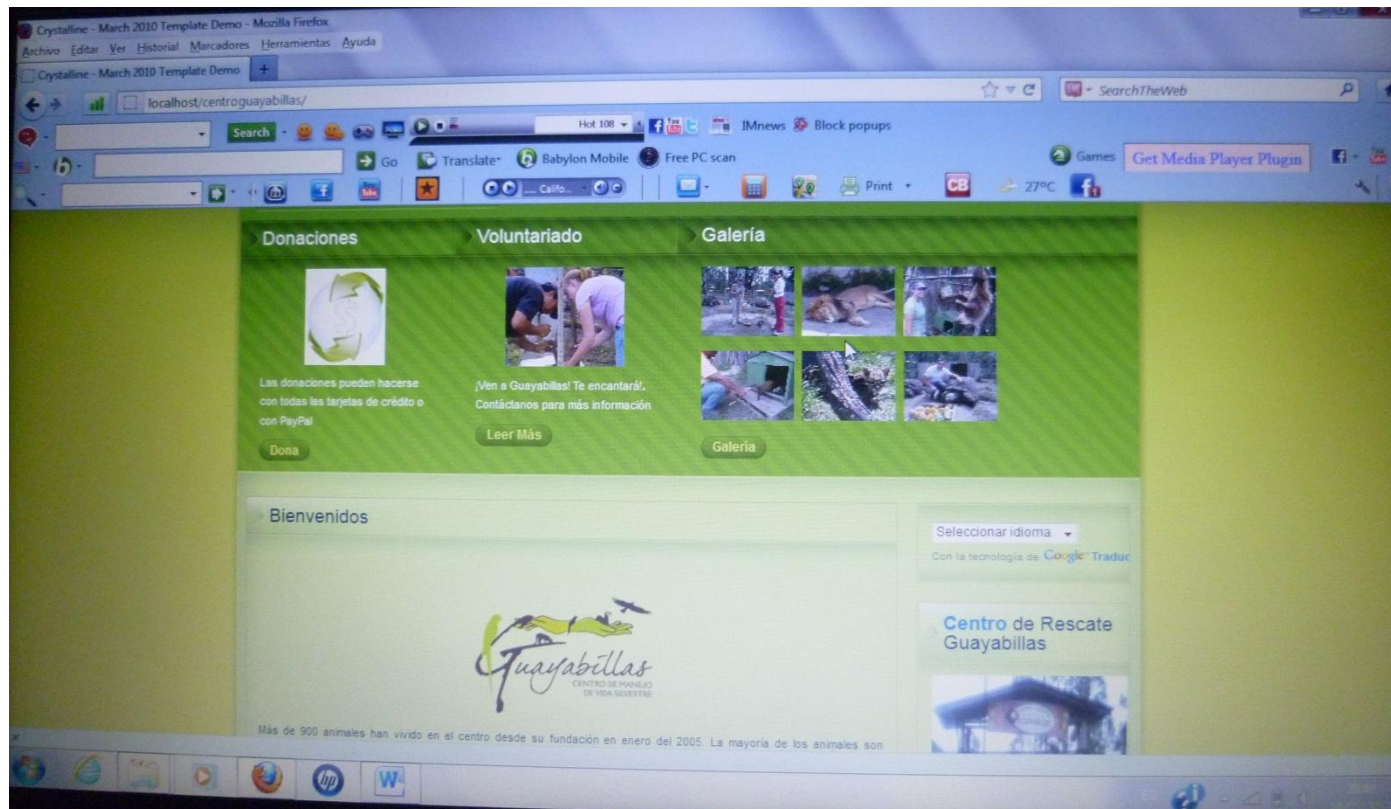 Crystalline - March 2010 Template Demo - Mozilla Firefox
Archivo Editar Ver Historial Marcadores Herramientas Ayuda
Crystalline - March 2010 Template Demo +
localhost/centroguayabillas/ SearchTheWeb
Search Hot 108 You IMnews Block popups
Go Translate Babylon Mobile Free PC scan Games Get Media Player Plugin
Califo... Print CB 27°C
Donaciones Voluntariado Galería
Las donaciones pueden hacerse
con todas las tarjetas de crédito o
con PayPal
Dona
¡Ven a Guayabillas! Te encantará!.
Contáctanos para más información
Leer Más
Galeria
Bienvenidos
Seleccionar idioma
Con la tecnología de Google Traduc
Guayabillas
CENTRO DE MANEJO
DE VIDA SILVESTRE
Centro de Rescate
Guayabillas
Más de 900 animales han vivido en el centro desde su fundación en enero del 2005. La mayoría de los animales son
hp
W